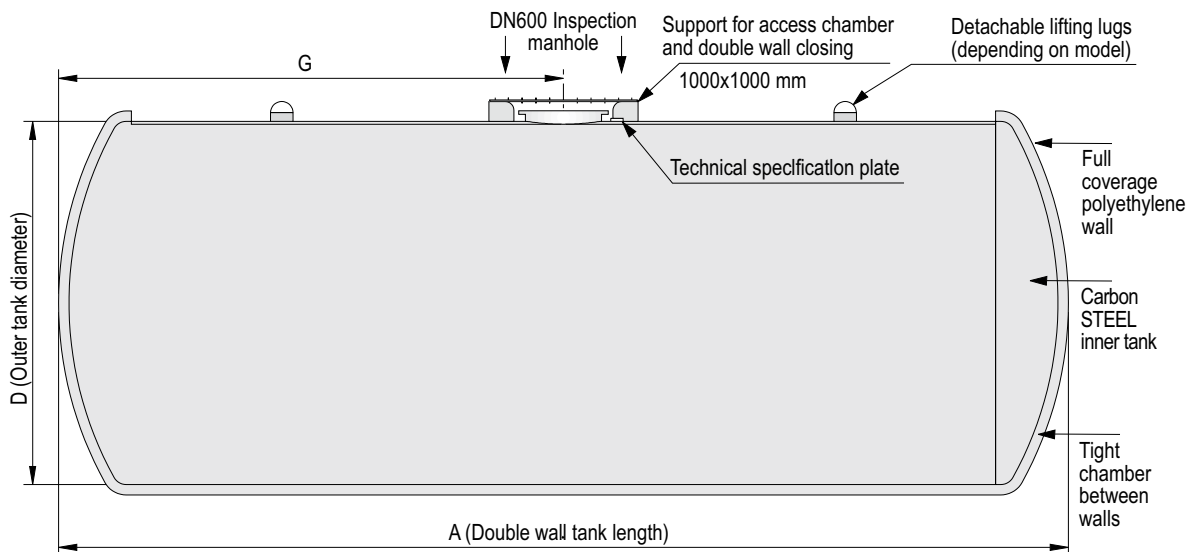 DN600 Inspection
manhole
Support for access chamber
and double wall closing
1000x1000 mm
Detachable lifting lugs
(depending on model)
G
Technical speclfication plate
Full
coverage
polyethylene
wall
D (Outer tank diameter)
Carbon
STEEL
inner tank
Tight
chamber
between
walls
A (Double wall tank length)